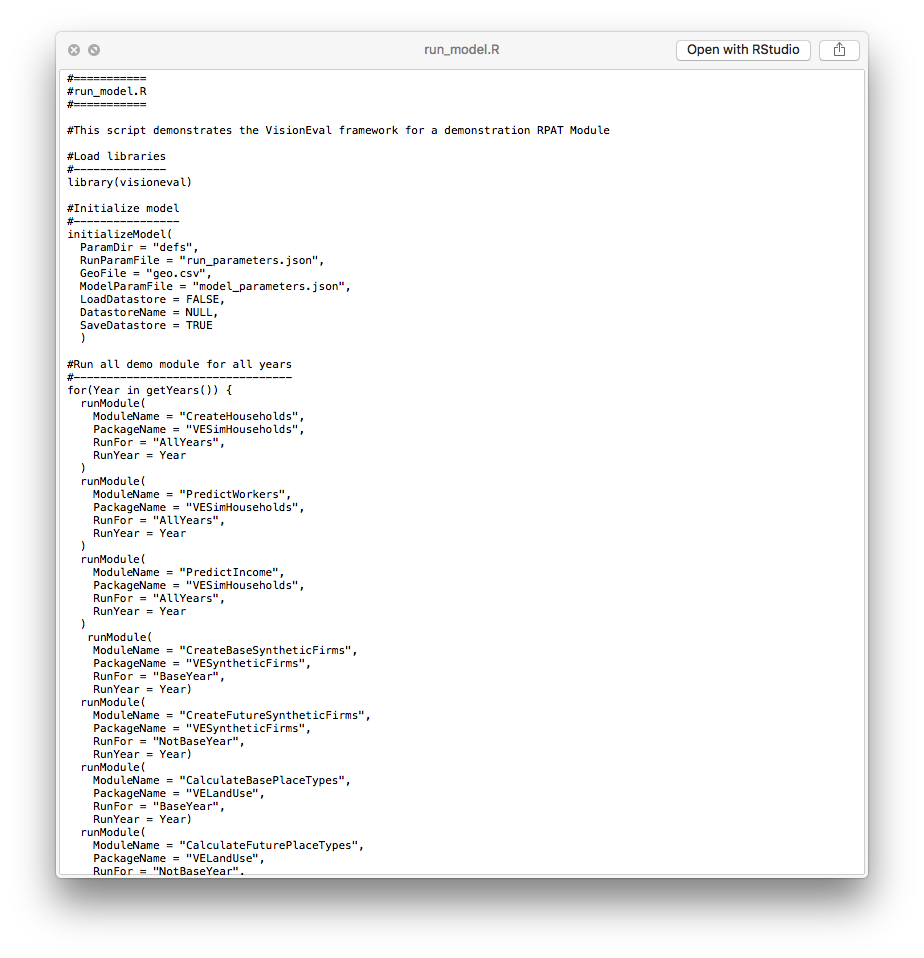 run_model.R
Open with RStudio
#===========
#run_model.R
#===========

#This script demonstrates the VisionEval framework for a demonstration RPAT Module

#Load libraries
#--------------
library(visioneval)

#Initialize model
#----------------
initializeModel(
  ParamDir = "defs",
  RunParamFile = "run_parameters.json",
  GeoFile = "geo.csv",
  ModelParamFile = "model_parameters.json",
  LoadDatastore = FALSE,
  DatastoreName = NULL,
  SaveDatastore = TRUE
  )

#Run all demo module for all years
#---------------------------------
for(Year in getYears()) {
  runModule(
    ModuleName = "CreateHouseholds",
    PackageName = "VESimHouseholds",
    RunFor = "AllYears",
    RunYear = Year
  )
  runModule(
    ModuleName = "PredictWorkers",
    PackageName = "VESimHouseholds",
    RunFor = "AllYears",
    RunYear = Year
  )
  runModule(
    ModuleName = "PredictIncome",
    PackageName = "VESimHouseholds",
    RunFor = "AllYears",
    RunYear = Year
  )
   runModule(
    ModuleName = "CreateBaseSyntheticFirms",
    PackageName = "VESyntheticFirms",
    RunFor = "BaseYear",
    RunYear = Year)
  runModule(
    ModuleName = "CreateFutureSyntheticFirms",
    PackageName = "VESyntheticFirms",
    RunFor = "NotBaseYear",
    RunYear = Year)
  runModule(
    ModuleName = "CalculateBasePlaceTypes",
    PackageName = "VELandUse",
    RunFor = "BaseYear",
    RunYear = Year)
  runModule(
    ModuleName = "CalculateFuturePlaceTypes",
    PackageName = "VELandUse",
    RunFor = "NotBaseYear",